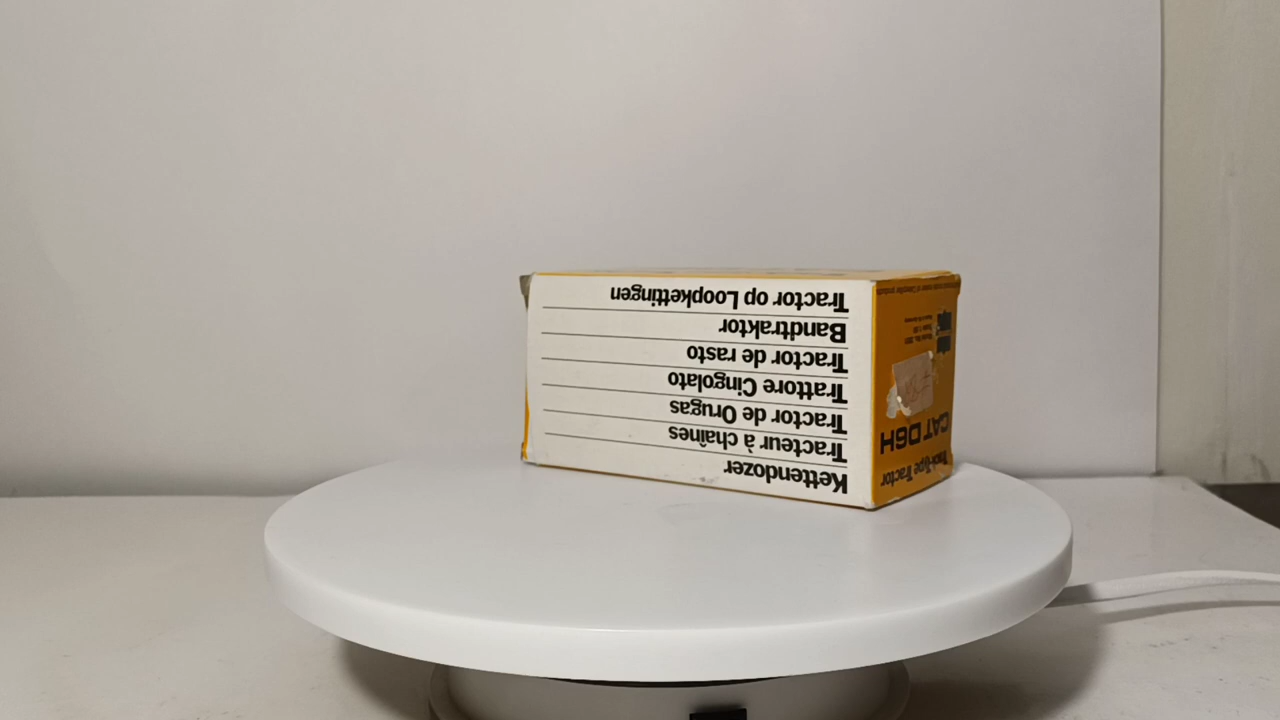 Kettendozer
Tracteur à chaînes
Tractor de Orugas
Trattore Cingolato
Tractor de rasto
Bandtraktor
Tractor op Loopkettingen
Track-Type Tractor
CAT D6H